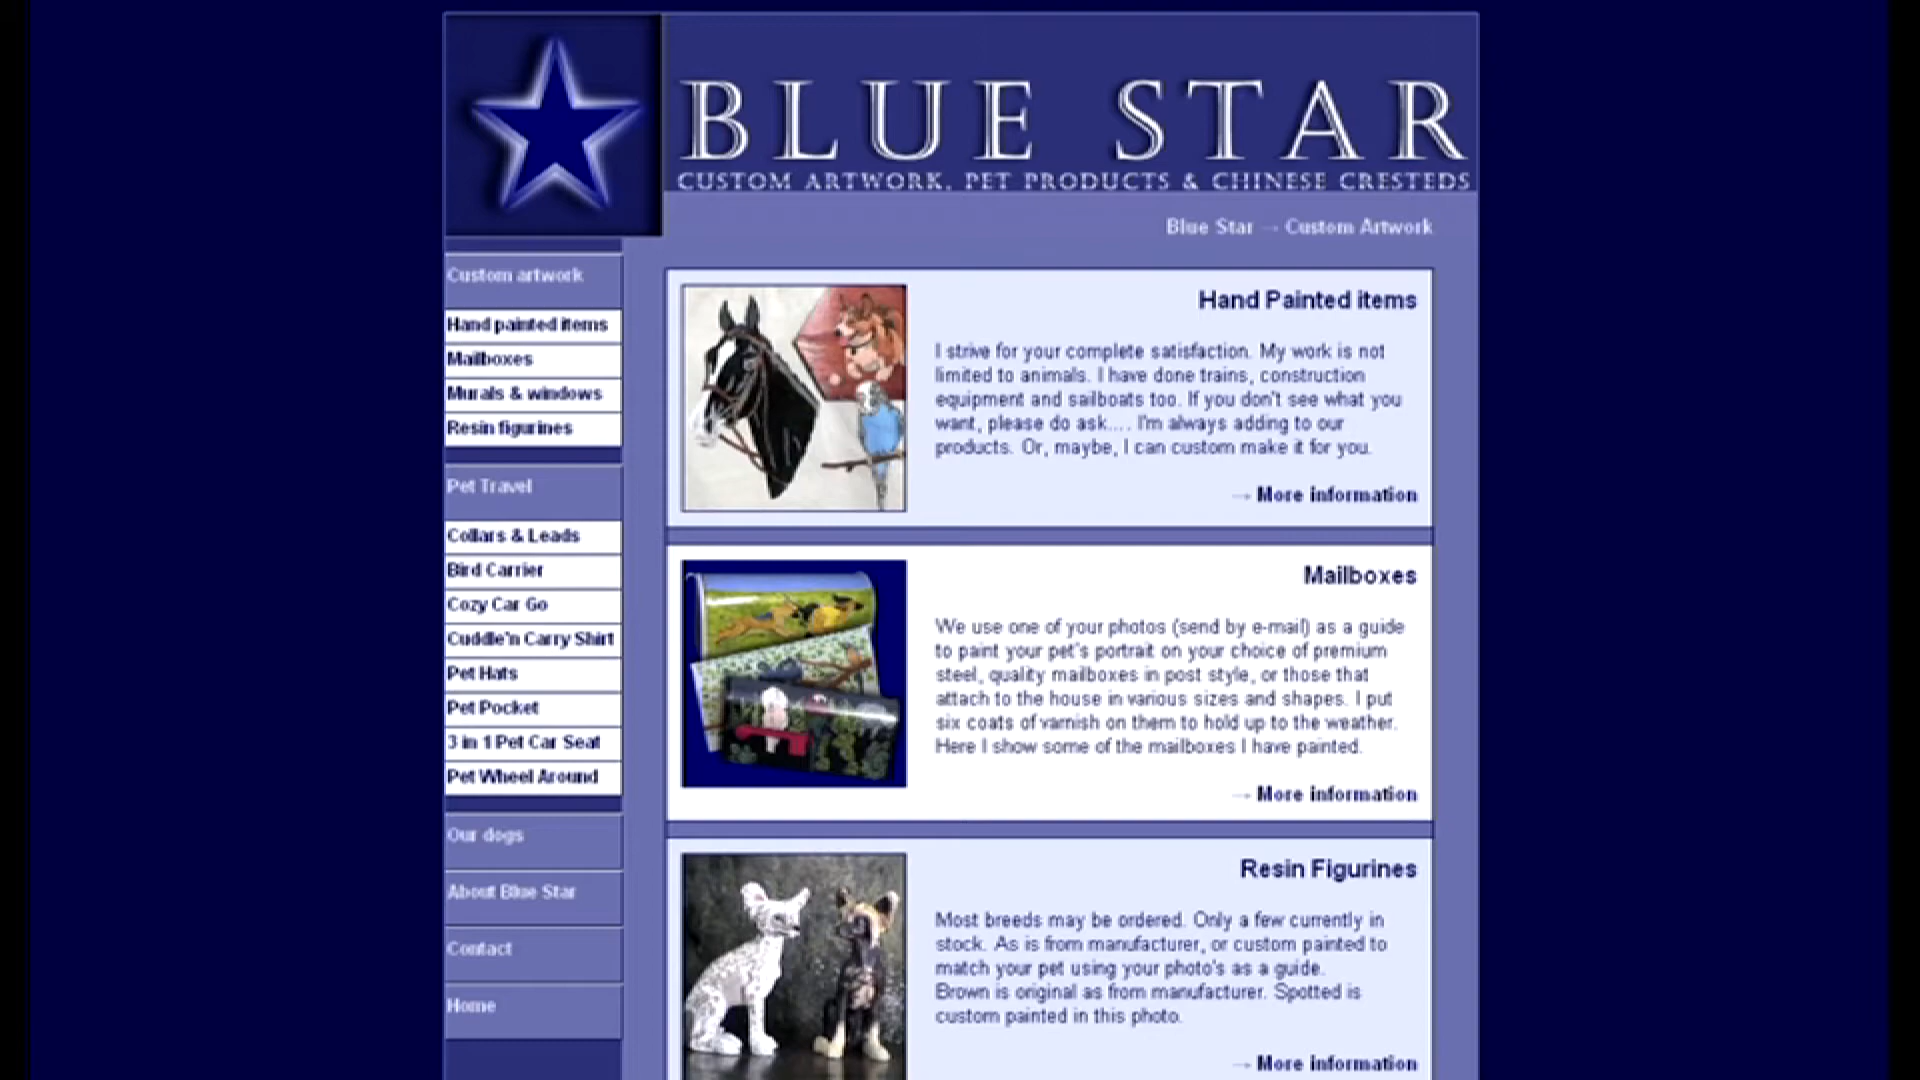 BLUE STAR
CUSTOM ARTWORK, PET PRODUCTS & CHINESE CRESTEDS
Blue Star → Custom Artwork
Custom artwork
Hand painted items
Mailboxes
Murals & windows
Resin figurines
Pet Travel
Collars & Leads
Bird Carrier
Cozy Car Go
Cuddle'n Carry Shirt
Pet Hats
Pet Pocket
3 in 1 Pet Car Seat
Pet Wheel Around
Our dogs
About Blue Star
Contact
Home
Hand Painted items
I strive for your complete satisfaction. My work is not
limited to animals. I have done trains, construction
equipment and sailboats too. If you don't see what you
want, please do ask.... I'm always adding to our
products. Or, maybe, I can custom make it for you.
→ More information
Mailboxes
We use one of your photos (send by e-mail) as a guide
to paint your pet's portrait on your choice of premium
steel, quality mailboxes in post style, or those that
attach to the house in various sizes and shapes. I put
six coats of varnish on them to hold up to the weather.
Here I show some of the mailboxes I have painted.
→ More information
Resin Figurines
Most breeds may be ordered. Only a few currently in
stock. As is from manufacturer, or custom painted to
match your pet using your photo's as a guide.
Brown is original as from manufacturer. Spotted is
custom painted in this photo.
→ More information